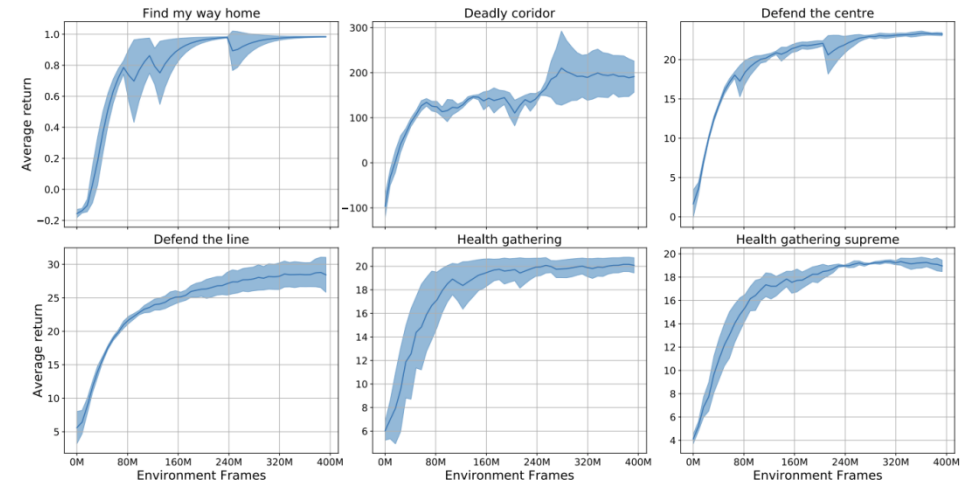 Find my way home
Deadly coridor
Defend the centre
Average return
1.0
0.8
0.6
0.4
0.2
0.0
−0.2
300
200
100
0
−100
20
15
10
5
0
Defend the line
Health gathering
Health gathering supreme
Average return
30
25
20
15
10
5
20
18
16
14
12
10
8
6
20
18
16
14
12
10
8
6
4
0M 80M 160M 240M 320M 400M
0M 80M 160M 240M 320M 400M
0M 80M 160M 240M 320M 400M
Environment Frames
Environment Frames
Environment Frames